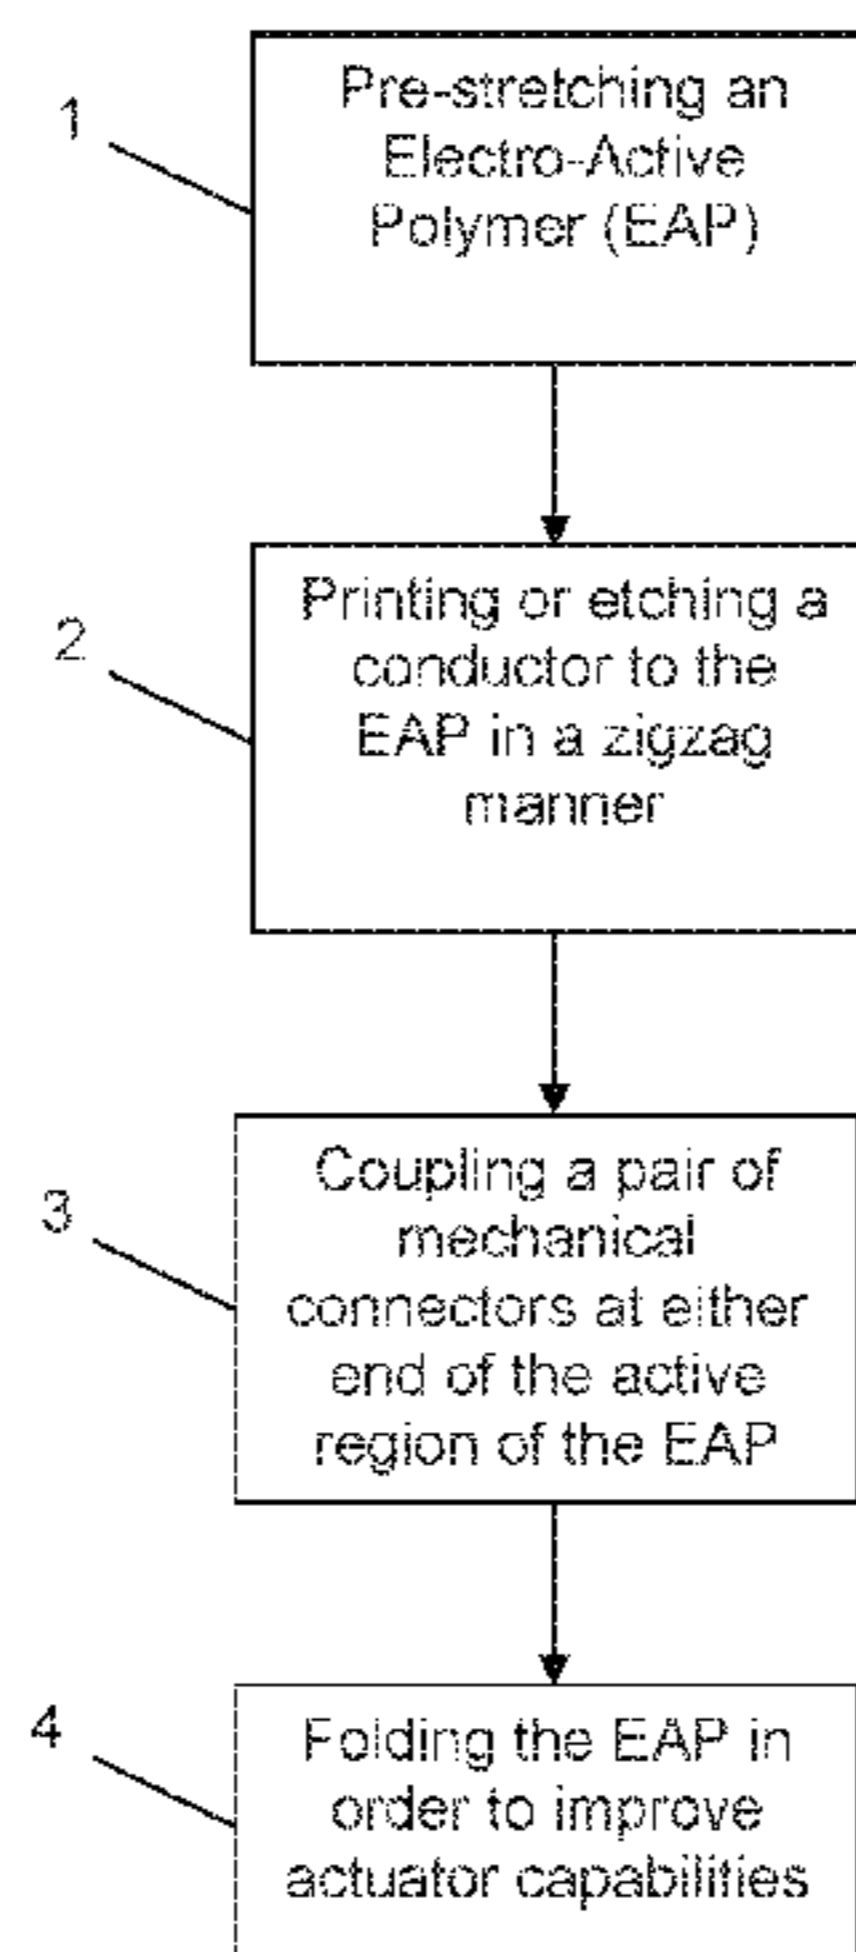 1
Pre-stretching an
Electro-Active
Polymer (EAP)
2
Printing or etching a
conductor to the
EAP in a zigzag
manner
3
Coupling a pair of
mechanical
connectors at either
end of the active
region of the EAP
4
Folding the EAP in
order to improve
actuator capabilities